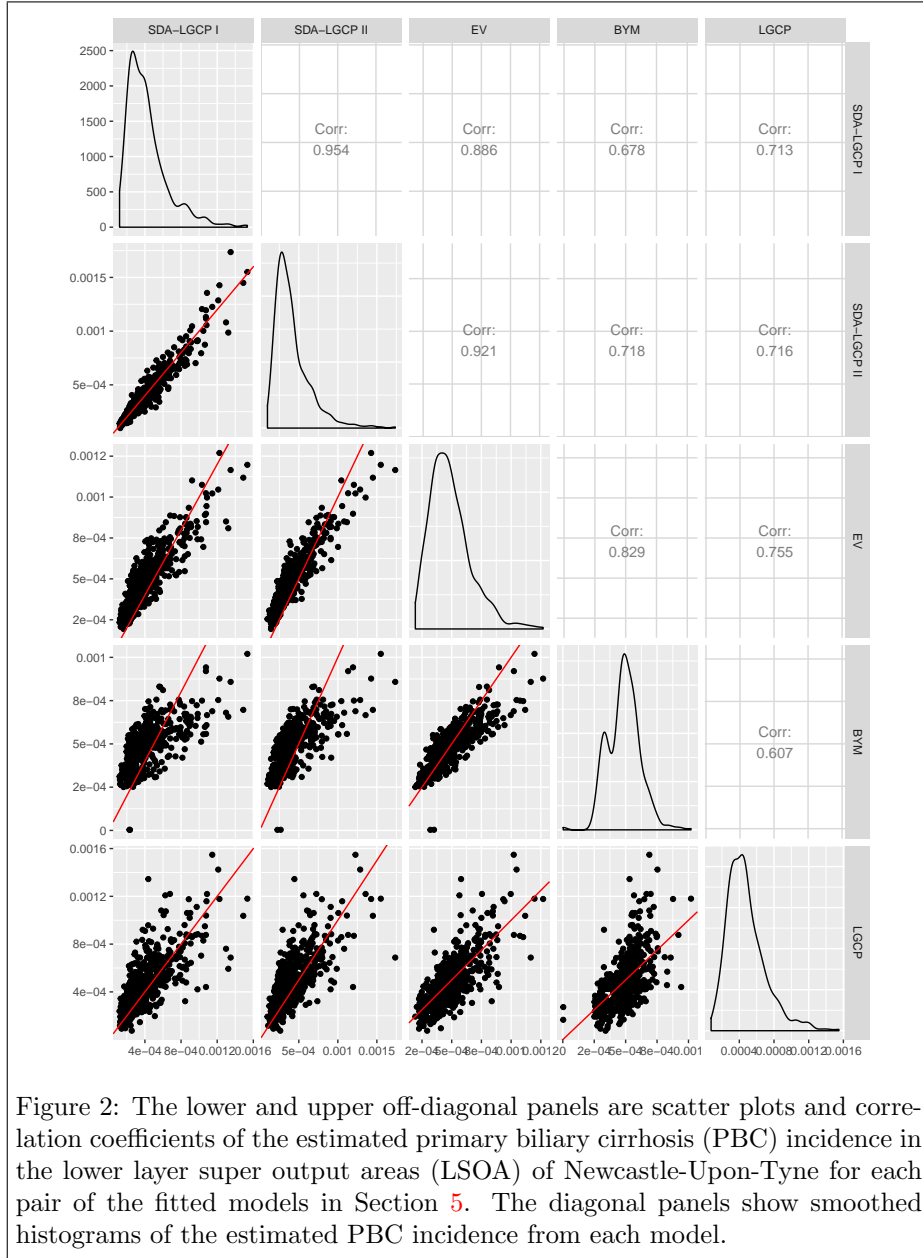 SDA−LGCP I SDA−LGCP II EV BYM LGCP
2500
2000
1500
1000
500
0
Corr:
0.954
Corr:
0.886
Corr:
0.678
Corr:
0.713
SDA−LGCP I
0.0015
0.001
5e−04
Corr:
0.921
Corr:
0.718
Corr:
0.716
SDA−LGCP II
0.0012
0.001
8e−04
5e−04
2e−04
Corr:
0.829
Corr:
0.755
EV
0.001
8e−04
5e−04
2e−04
0
Corr:
0.607
BYM
0.0016
0.0012
8e−04
4e−04
LGCP
4e−04 8e−04 0.0012 0.0016 5e−04 0.001 0.0015 2e−04 5e−04 8e−04 0.001 0.0012 0 2e−04 5e−04 8e−04 0.001 0.0004 0.0008 0.0012 0.0016
Figure 2: The lower and upper off-diagonal panels are scatter plots and corre-
lation coefficients of the estimated primary biliary cirrhosis (PBC) incidence in
the lower layer super output areas (LSOA) of Newcastle-Upon-Tyne for each
pair of the fitted models in Section 5. The diagonal panels show smoothed
histograms of the estimated PBC incidence from each model.